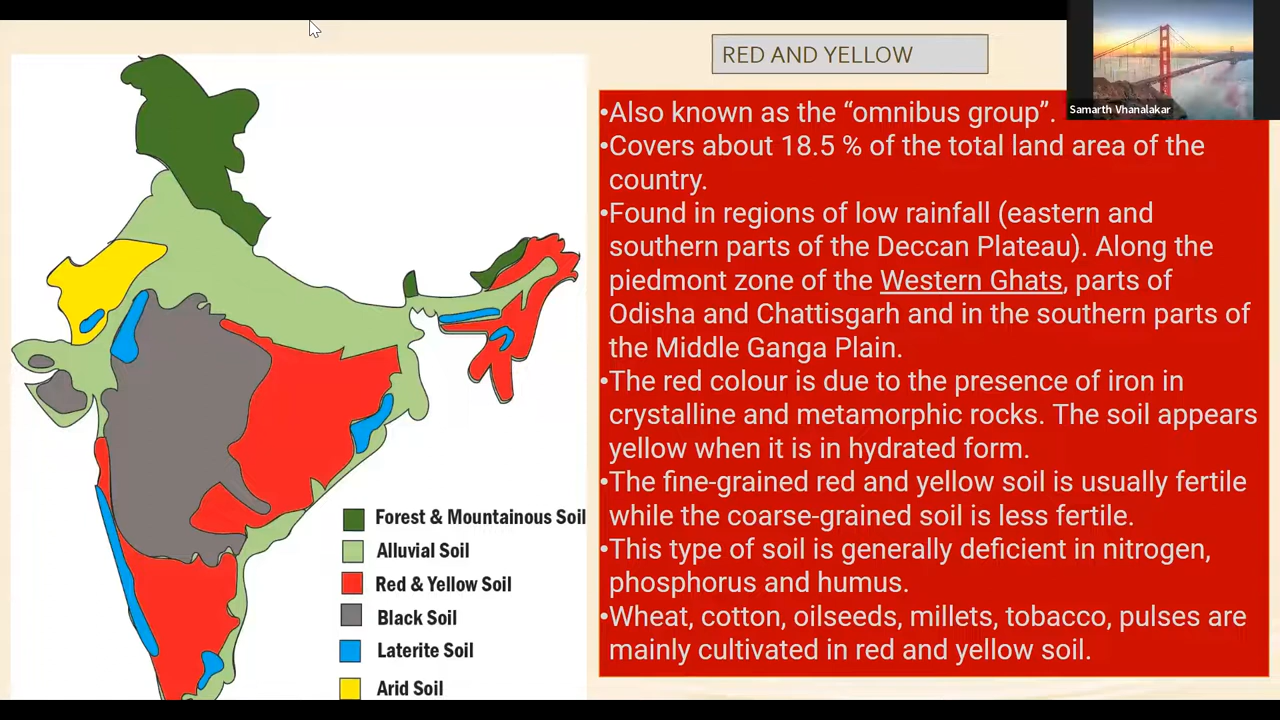 RED AND YELLOW
Samarth Vhanalakar
•Also known as the “omnibus group”.
•Covers about 18.5 % of the total land area of the
country.
•Found in regions of low rainfall (eastern and
southern parts of the Deccan Plateau). Along the
piedmont zone of the Western Ghats, parts of
Odisha and Chattisgarh and in the southern parts of
the Middle Ganga Plain.
•The red colour is due to the presence of iron in
crystalline and metamorphic rocks. The soil appears
yellow when it is in hydrated form.
•The fine-grained red and yellow soil is usually fertile
while the coarse-grained soil is less fertile.
•This type of soil is generally deficient in nitrogen,
phosphorus and humus.
•Wheat, cotton, oilseeds, millets, tobacco, pulses are
mainly cultivated in red and yellow soil.
Forest & Mountainous Soil
Alluvial Soil
Red & Yellow Soil
Black Soil
Laterite Soil
Arid Soil